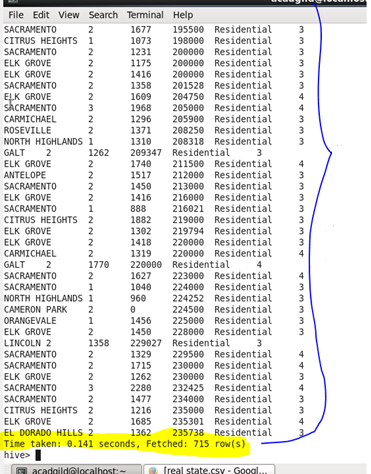 acadgild@localhost:~
File Edit View Search Terminal Help
SACRAMENTO 2 1677 195500 Residential 3
CITRUS HEIGHTS 1 1073 198000 Residential 3
SACRAMENTO 2 1231 200000 Residential 3
ELK GROVE 2 1175 200000 Residential 3
ELK GROVE 2 1416 200000 Residential 3
SACRAMENTO 2 1358 201528 Residential 3
ELK GROVE 2 1609 204750 Residential 4
SACRAMENTO 3 1968 205000 Residential 4
CARMICHAEL 2 1296 205900 Residential 3
ROSEVILLE 2 1371 208250 Residential 3
NORTH HIGHLANDS 1 1310 208318 Residential 3
GALT 2 1262 209347 Residential 3
ELK GROVE 2 1740 211500 Residential 4
ANTELOPE 2 1517 212000 Residential 3
SACRAMENTO 2 1450 213000 Residential 3
ELK GROVE 2 1416 216000 Residential 3
SACRAMENTO 1 888 216021 Residential 3
CITRUS HEIGHTS 2 1882 219000 Residential 3
ELK GROVE 2 1302 219794 Residential 3
ELK GROVE 2 1418 220000 Residential 3
CARMICHAEL 2 1319 220000 Residential 4
GALT 2 1770 220000 Residential 4
SACRAMENTO 2 1627 223000 Residential 4
SACRAMENTO 1 1040 224000 Residential 3
NORTH HIGHLANDS 1 960 224252 Residential 3
CAMERON PARK 2 0 224500 Residential 3
ORANGEVALE 1 1456 225000 Residential 3
ELK GROVE 2 1450 228000 Residential 3
LINCOLN 2 1358 229027 Residential 3
SACRAMENTO 2 1329 229500 Residential 4
SACRAMENTO 2 1715 230000 Residential 4
ELK GROVE 2 1262 230000 Residential 3
SACRAMENTO 3 2280 232425 Residential 4
SACRAMENTO 2 1477 234000 Residential 3
CITRUS HEIGHTS 2 1216 235000 Residential 3
ELK GROVE 2 1685 235301 Residential 4
EL DORADO HILLS 2 1362 235738 Residential 3
Time taken: 0.141 seconds, Fetched: 715 row(s)
hive>
acadgild@localhost:~ [real state.csv - Googl...